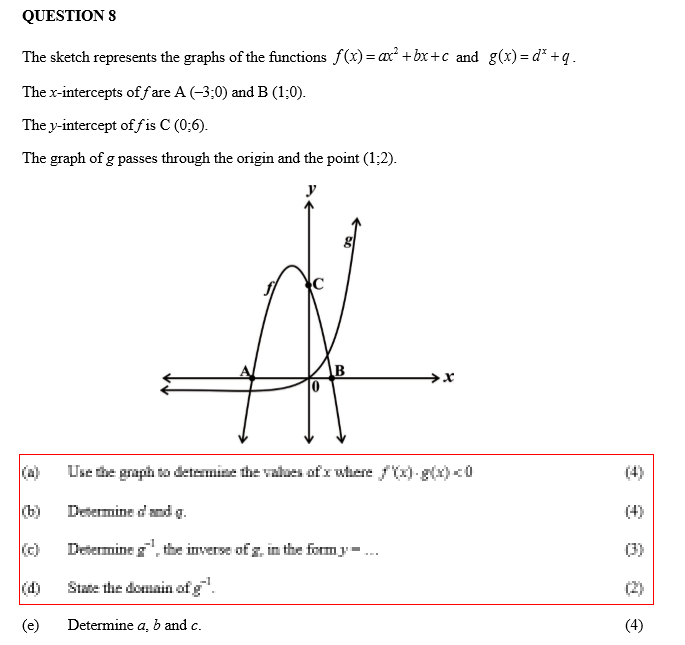 QUESTION 8
The sketch represents the graphs of the functions f(x) = ax² + bx + c and g(x) = dˣ + q.
The x-intercepts of f are A (–3;0) and B (1;0).
The y-intercept of f is C (0;6).
The graph of g passes through the origin and the point (1;2).
y
g
C
f
A
B
x
0
(a) Use the graph to determine the values of x where f'(x)·g(x) < 0 (4)
(b) Determine d and q. (4)
(c) Determine g⁻¹, the inverse of g, in the form y = ... (3)
(d) State the domain of g⁻¹. (2)
(e) Determine a, b and c. (4)